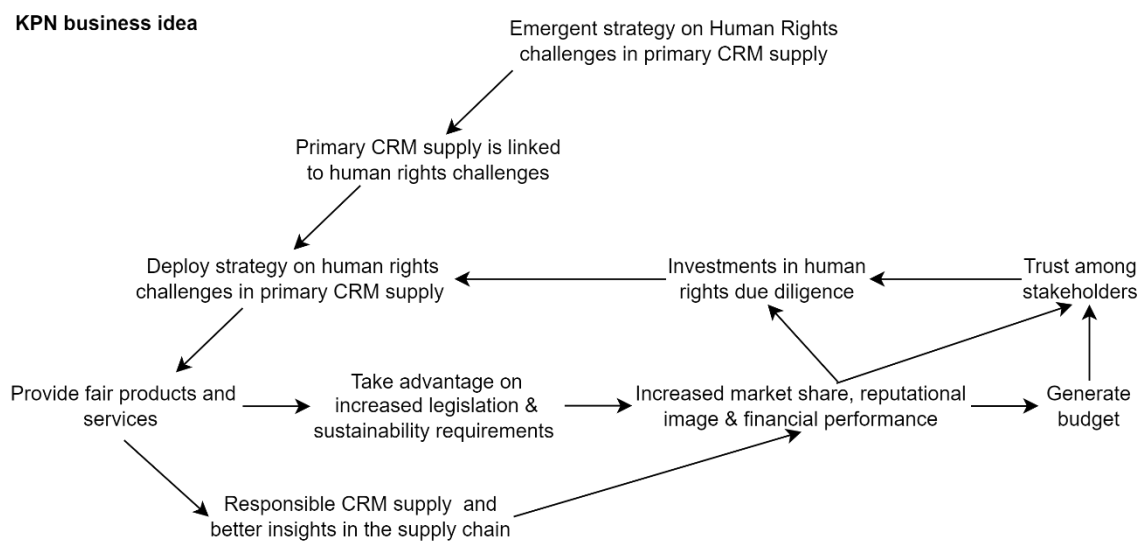 KPN business idea
Emergent strategy on Human Rights
challenges in primary CRM supply
Primary CRM supply is linked
to human rights challenges
Deploy strategy on human rights
challenges in primary CRM supply
Investments in human
rights due diligence
Trust among
stakeholders
Provide fair products and
services
Take advantage on
increased legislation &
sustainability requirements
Increased market share, reputational
image & financial performance
Generate
budget
Responsible CRM supply and
better insights in the supply chain